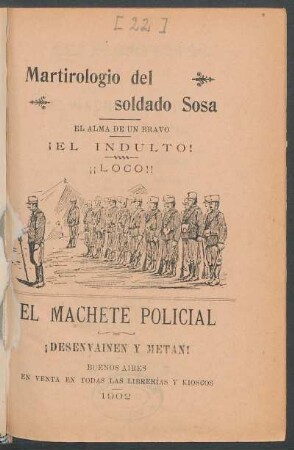 [22]
Martirologio del
soldado Sosa
EL ALMA DE UN BRAVO
¡EL INDULTO!
¡¡LOCO!!
EL MACHETE POLICIAL
¡DESENVAINEN Y METAN!
BUENOS AIRES
EN VENTA EN TODAS LAS LIBRERÍAS Y KIOSCOS
1902